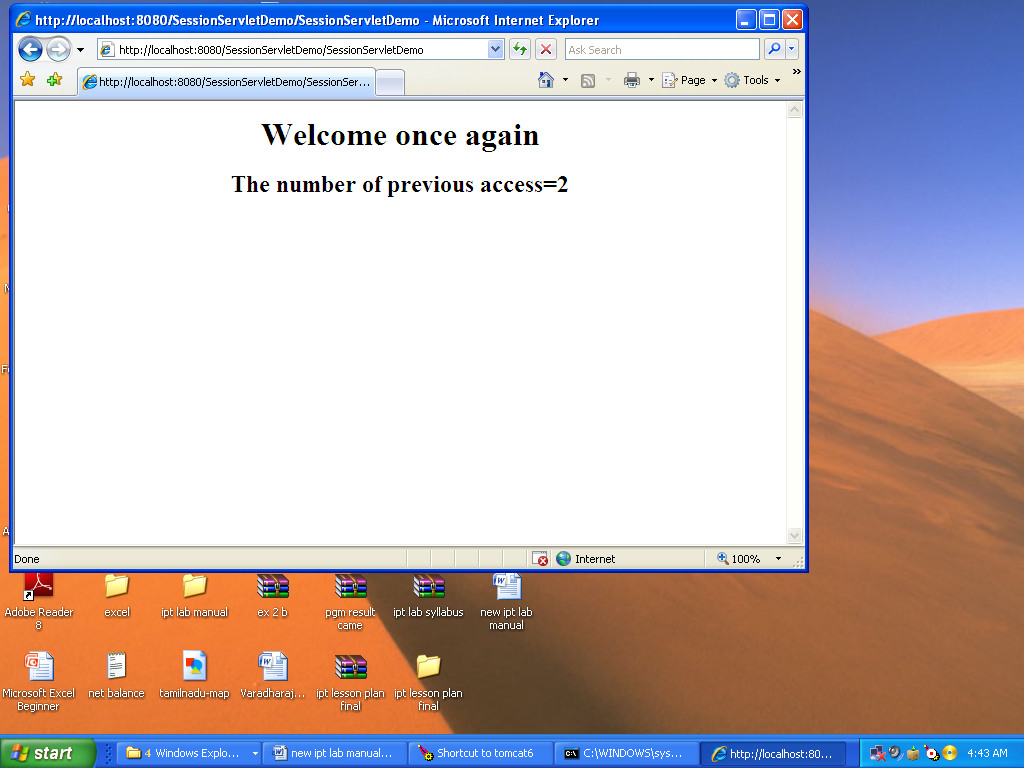 http://localhost:8080/SessionServletDemo/SessionServletDemo - Microsoft Internet Explorer
http://localhost:8080/SessionServletDemo/SessionServletDemo
Ask Search
http://localhost:8080/SessionServletDemo/SessionSer...
Page
Tools
»
Welcome once again
The number of previous access=2
Done
Internet
100%
Adobe Reader
8
excel
ipt lab manual
ex 2 b
pgm result
came
ipt lab syllabus
new ipt lab
manual
Microsoft Excel
Beginner
net balance
tamilnadu-map
Varadharaj...
ipt lesson plan
final
ipt lesson plan
final
start
4 Windows Explo...
new ipt lab manual...
Shortcut to tomcat6
C:\WINDOWS\sys...
http://localhost:80...
4:43 AM